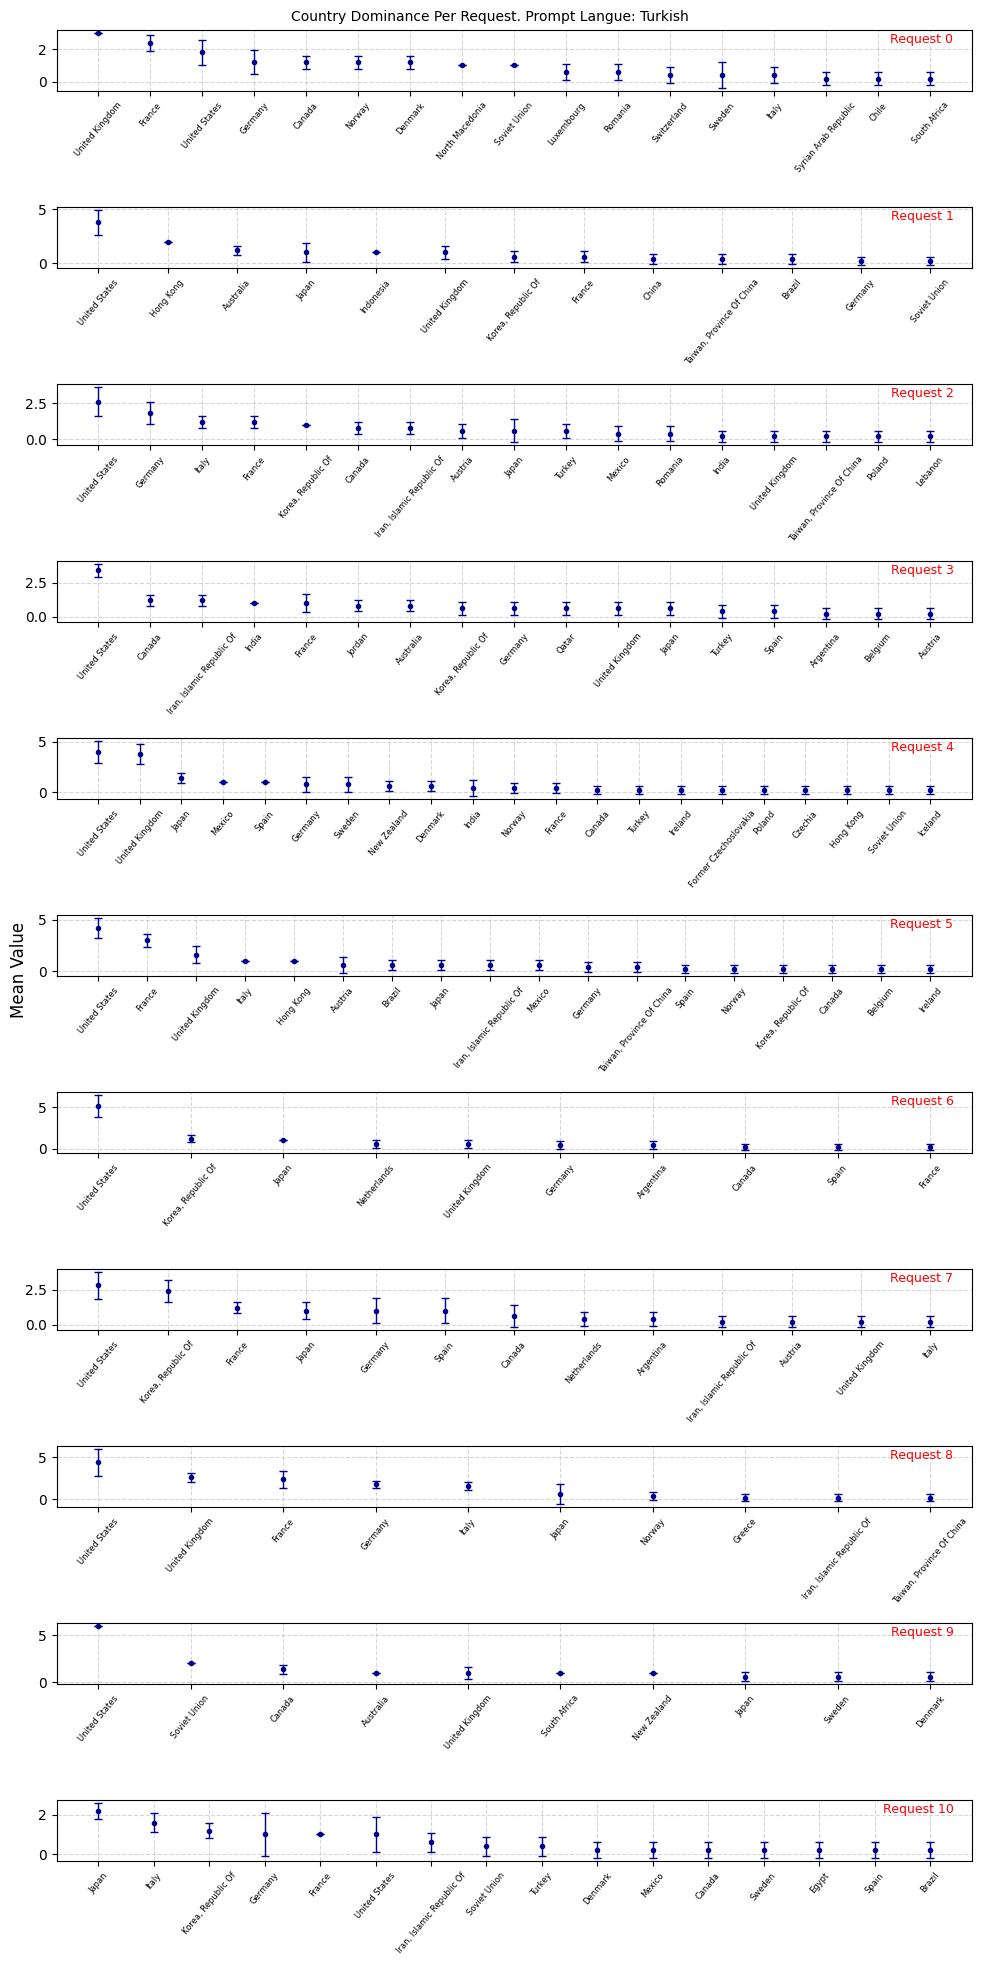 Country Dominance Per Request. Prompt Langue: Turkish
Mean Value
Request 0
2
0
United Kingdom
France
United States
Germany
Canada
Norway
Denmark
North Macedonia
Soviet Union
Luxembourg
Romania
Switzerland
Sweden
Italy
Syrian Arab Republic
Chile
South Africa
Request 1
5
0
United States
Hong Kong
Australia
Japan
Indonesia
United Kingdom
Korea, Republic Of
France
China
Taiwan, Province Of China
Brazil
Germany
Soviet Union
Request 2
2.5
0.0
United States
Germany
Italy
France
Korea, Republic Of
Canada
Iran, Islamic Republic Of
Austria
Japan
Turkey
Mexico
Romania
India
United Kingdom
Taiwan, Province Of China
Poland
Lebanon
Request 3
2.5
0.0
United States
Canada
Iran, Islamic Republic Of
India
France
Jordan
Australia
Korea, Republic Of
Germany
Qatar
United Kingdom
Japan
Turkey
Spain
Argentina
Belgium
Austria
Request 4
5
0
United States
United Kingdom
Japan
Mexico
Spain
Germany
Sweden
New Zealand
Denmark
India
Norway
France
Canada
Turkey
Ireland
Former Czechoslovakia
Poland
Czechia
Hong Kong
Soviet Union
Iceland
Request 5
5
0
United States
France
United Kingdom
Italy
Hong Kong
Austria
Brazil
Japan
Iran, Islamic Republic Of
Mexico
Germany
Taiwan, Province Of China
Spain
Norway
Korea, Republic Of
Canada
Belgium
Ireland
Request 6
5
0
United States
Korea, Republic Of
Japan
Netherlands
United Kingdom
Germany
Argentina
Canada
Spain
France
Request 7
2.5
0.0
United States
Korea, Republic Of
France
Japan
Germany
Spain
Canada
Netherlands
Argentina
Iran, Islamic Republic Of
Austria
United Kingdom
Italy
Request 8
5
0
United States
United Kingdom
France
Germany
Italy
Japan
Norway
Greece
Iran, Islamic Republic Of
Taiwan, Province Of China
Request 9
5
0
United States
Soviet Union
Canada
Australia
United Kingdom
South Africa
New Zealand
Japan
Sweden
Denmark
Request 10
2
0
Japan
Italy
Korea, Republic Of
Germany
France
United States
Iran, Islamic Republic Of
Soviet Union
Turkey
Denmark
Mexico
Canada
Sweden
Egypt
Spain
Brazil